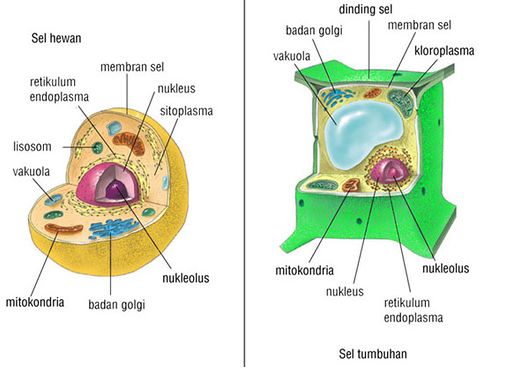 Sel hewan
membran sel
retikulum
endoplasma
nukleus
sitoplasma
lisosom
vakuola
nukleolus
mitokondria
badan golgi
dinding sel
badan golgi
membran sel
vakuola
kloroplasma
mitokondria
nukleolus
nukleus
retikulum
endoplasma
Sel tumbuhan